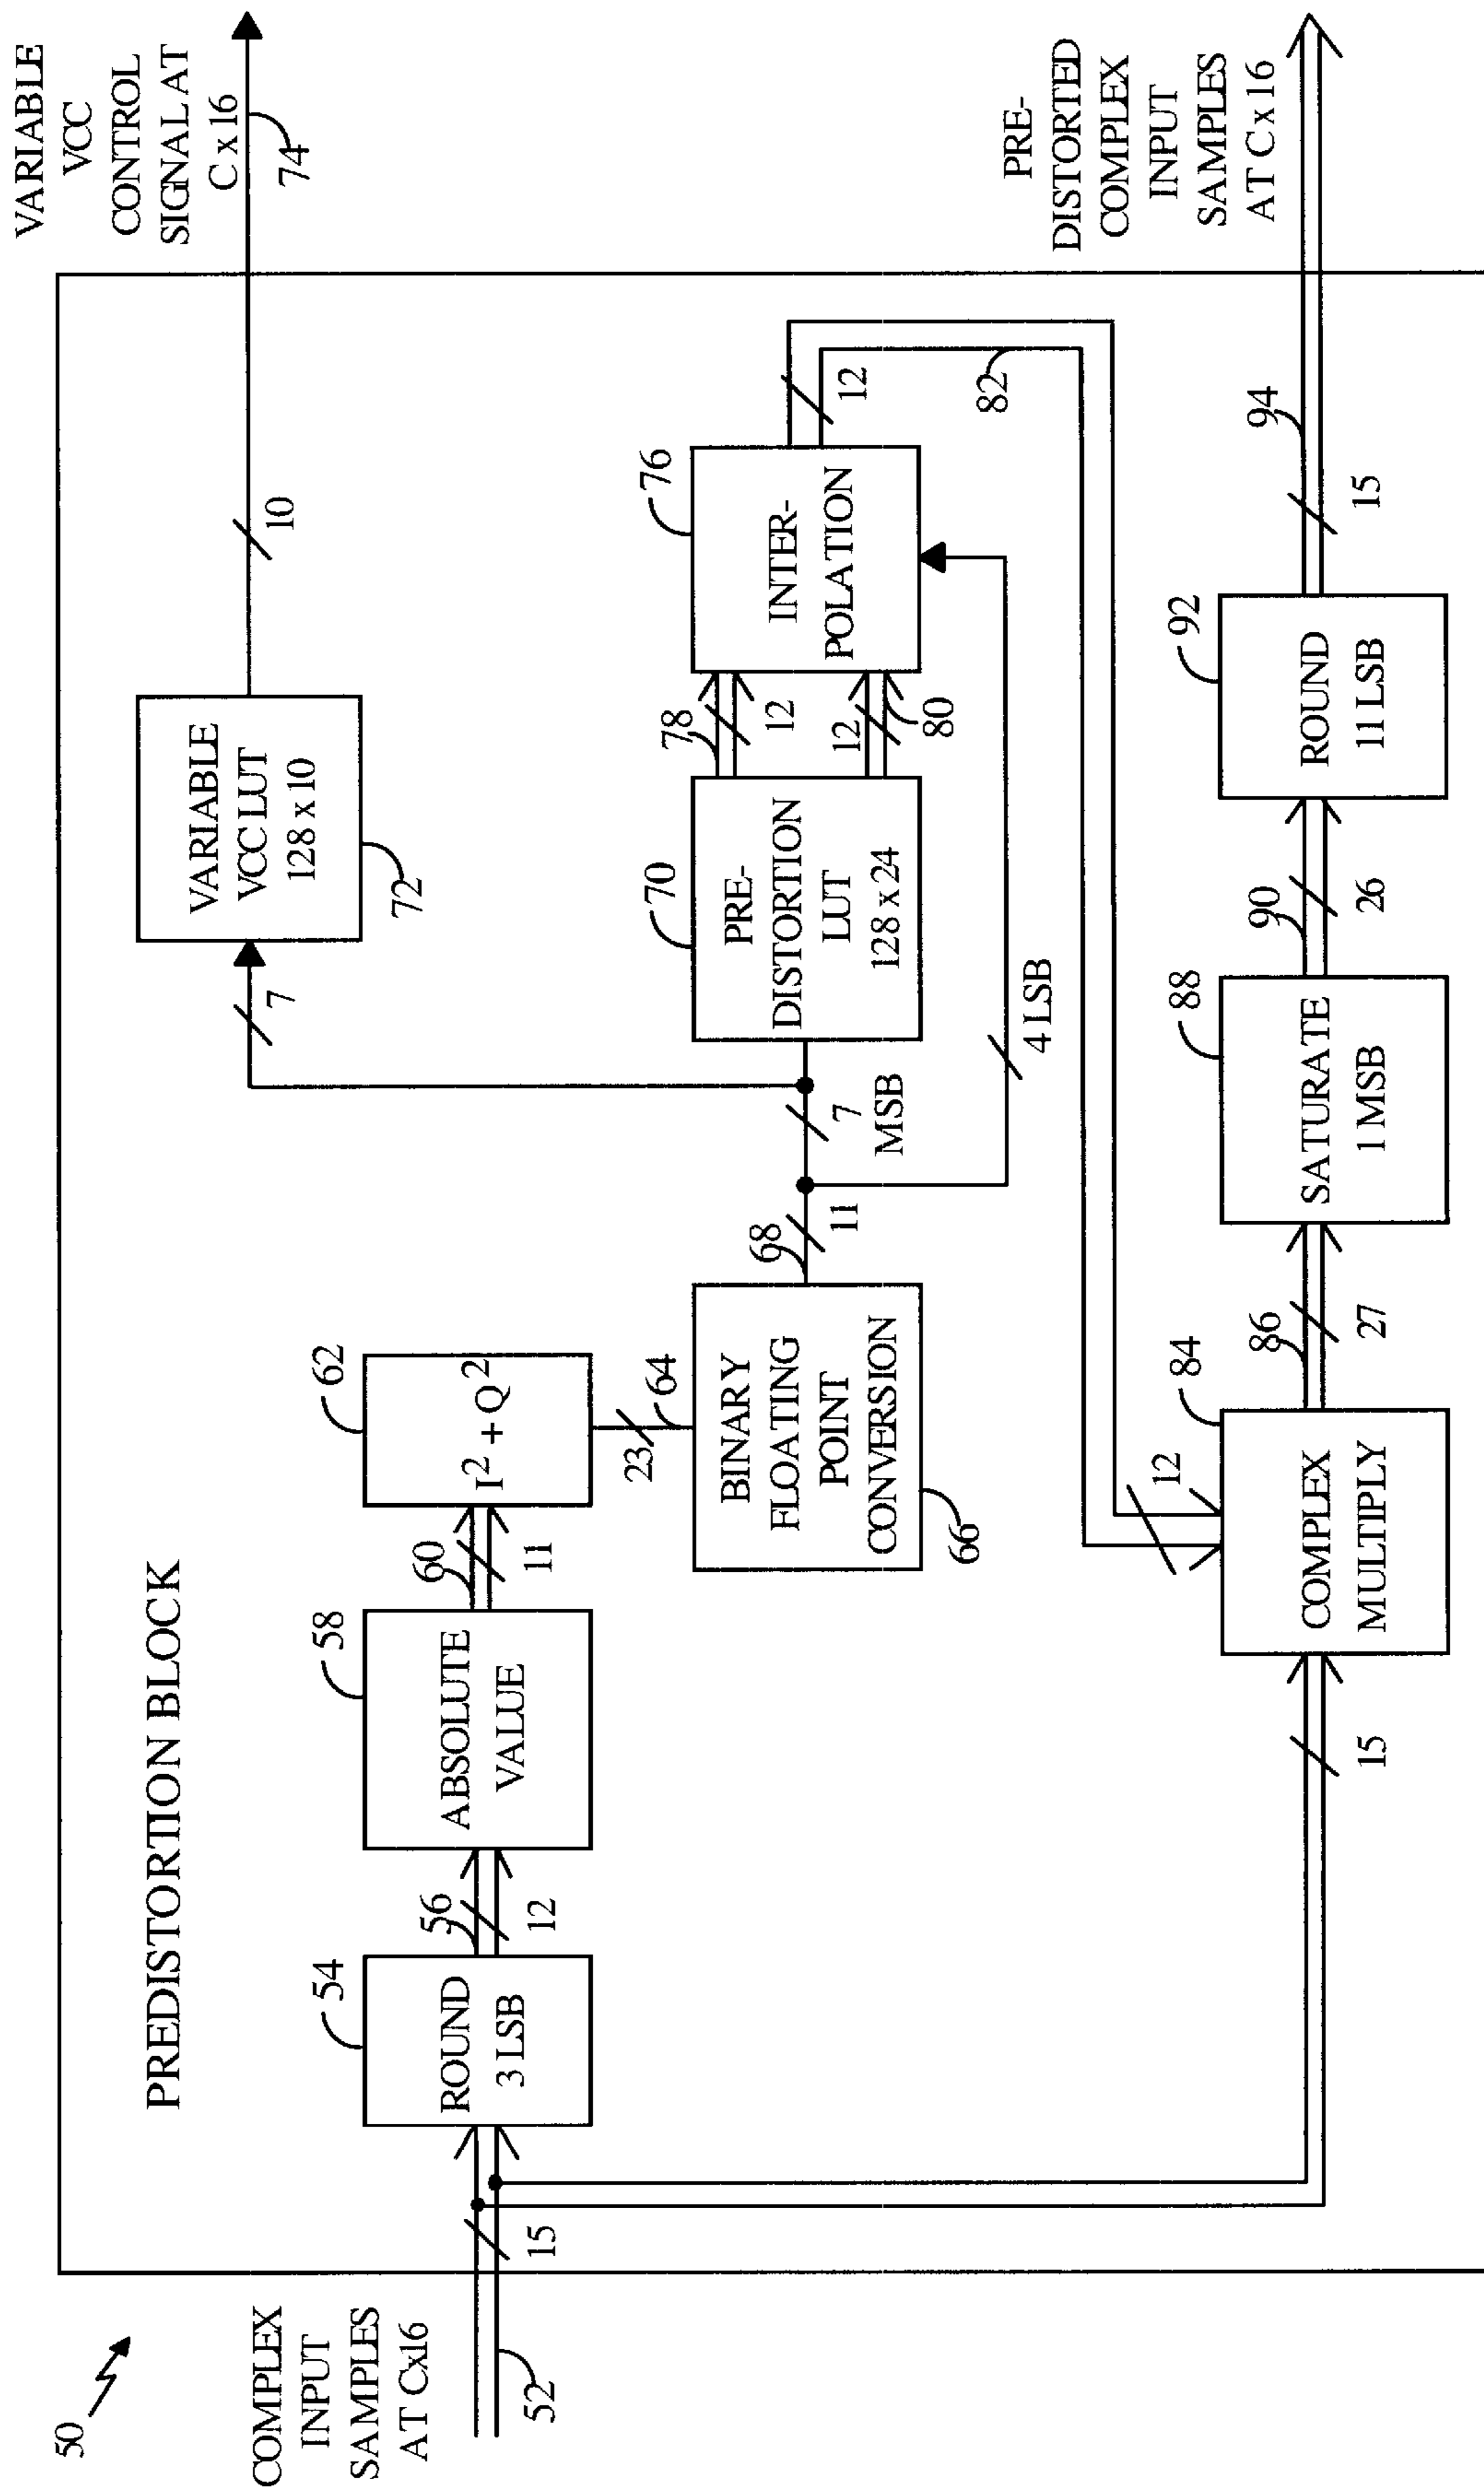 50
PREDISTORTION BLOCK
COMPLEX
INPUT
SAMPLES
AT Cx16
52
15
54
ROUND
3 LSB
56
12
58
ABSOLUTE
VALUE
60
11
62
I² + Q²
23
64
BINARY
FLOATING
POINT
CONVERSION
66
68
11
7
MSB
4 LSB
7
VARIABLE
VCC LUT
128 x 10
72
10
VARIABLE
VCC
CONTROL
SIGNAL AT
C x 16
74
70
PRE-
DISTORTION
LUT
128 x 24
78
12
12
80
76
INTER-
POLATION
12
82
15
12
84
COMPLEX
MULTIPLY
86
27
88
SATURATE
1 MSB
90
26
92
ROUND
11 LSB
94
15
PRE-
DISTORTED
COMPLEX
INPUT
SAMPLES
AT C x 16